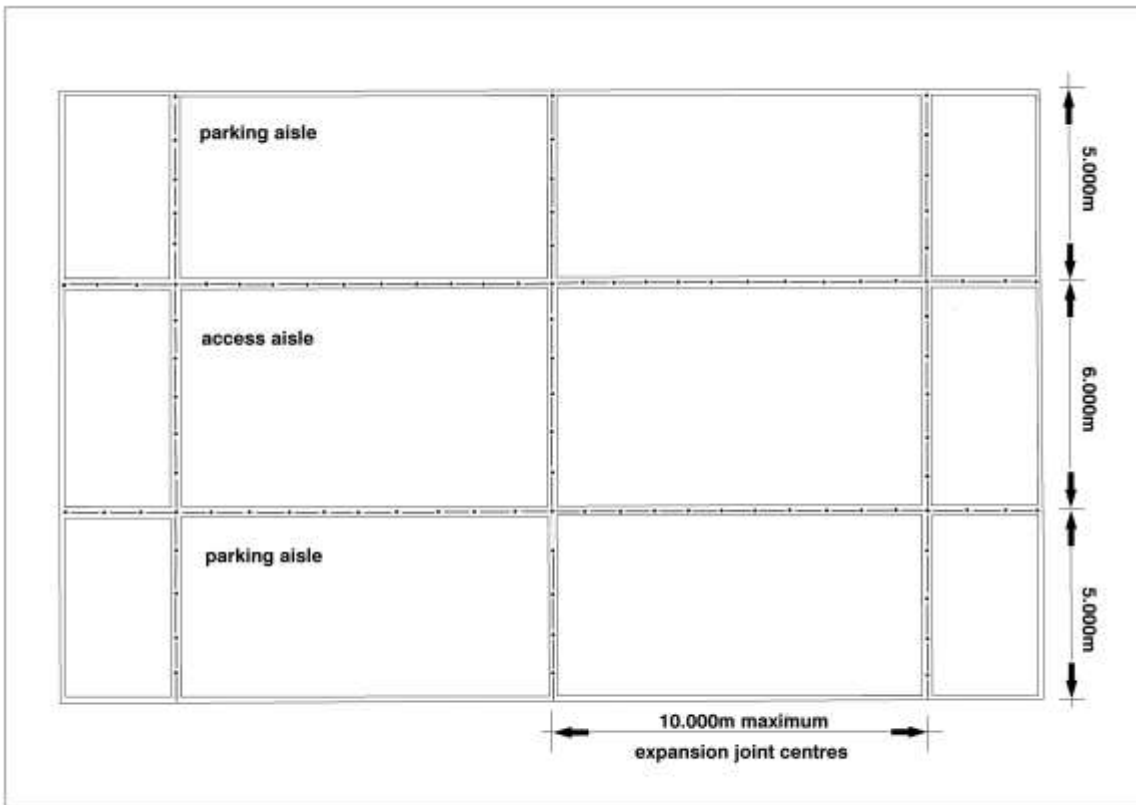 parking aisle
5.000m
access aisle
6.000m
parking aisle
5.000m
10.000m maximum
expansion joint centres